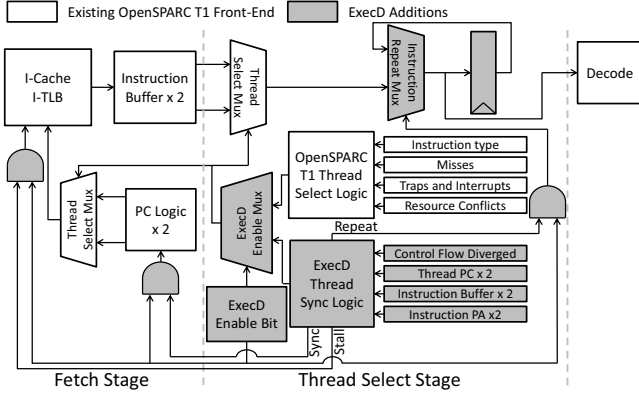 Existing OpenSPARC T1 Front-End
ExecD Additions
I-Cache
I-TLB
Instruction
Buffer x 2
Thread
Select Mux
Instruction
Repeat Mux
Decode
OpenSPARC
T1 Thread
Select Logic
Instruction type
Misses
Traps and Interrupts
Resource Conflicts
Thread
Select Mux
PC Logic
x 2
ExecD
Enable Mux
Repeat
ExecD
Thread
Sync Logic
Control Flow Diverged
Thread PC x 2
Instruction Buffer x 2
Instruction PA x2
ExecD
Enable Bit
Sync
Stall
Fetch Stage
Thread Select Stage